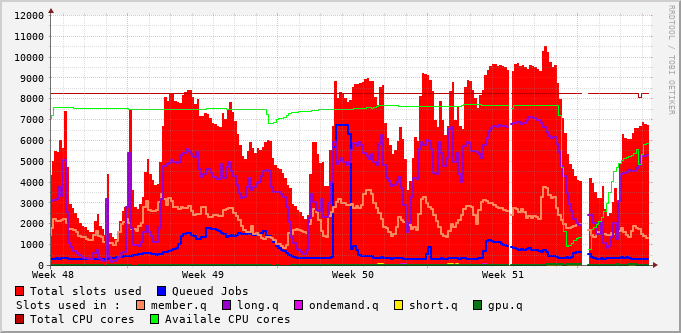 12000
11000
10000
9000
8000
7000
6000
5000
4000
3000
2000
1000
0
Week 48 Week 49 Week 50 Week 51
RRDTOOL / TOBI OETIKER
Total slots used Queued Jobs
Slots used in : member.q long.q ondemand.q short.q gpu.q
Total CPU cores Availale CPU cores